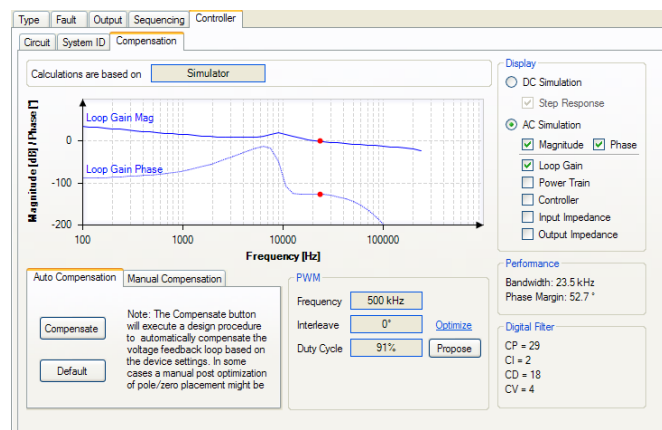 Type Fault Output Sequencing Controller
Circuit System ID Compensation
Calculations are based on Simulator
Magnitude [dB] / Phase [°]
Loop Gain Mag
Loop Gain Phase
0
-100
-200
100 1000 10000 100000
Frequency [Hz]
Auto Compensation Manual Compensation
Compensate
Default
Note: The Compensate button
will execute a design procedure
to automatically compensate the
voltage feedback loop based on
the device settings. In some
cases a manual post optimization
of pole/zero placement might be
PWM
Frequency 500 kHz
Interleave 0° Optimize
Duty Cycle 91% Propose
Display
DC Simulation
Step Response
AC Simulation
Magnitude Phase
Loop Gain
Power Train
Controller
Input Impedance
Output Impedance
Performance
Bandwidth: 23.5 kHz
Phase Margin: 52.7 °
Digital Filter
CP = 29
CI = 2
CD = 18
CV = 4